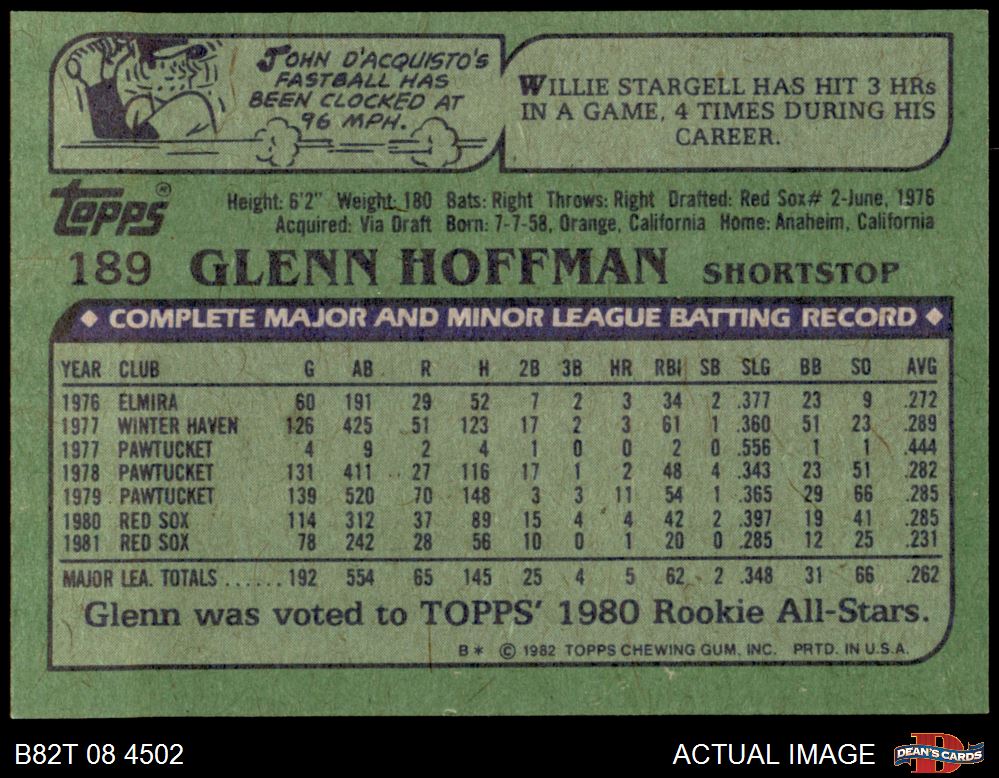 JOHN D'ACQUISTO'S
FASTBALL HAS
BEEN CLOCKED AT
96 MPH.
WILLIE STARGELL HAS HIT 3 HRs
IN A GAME, 4 TIMES DURING HIS
CAREER.
TOPPS ®
Height: 6'2" Weight: 180 Bats: Right Throws: Right Drafted: Red Sox# 2-June, 1976
Acquired: Via Draft Born: 7-7-58, Orange, California Home: Anaheim, California
189 GLENN HOFFMAN SHORTSTOP
◆ COMPLETE MAJOR AND MINOR LEAGUE BATTING RECORD ◆
YEAR CLUB G AB R H 2B 3B HR RBI SB SLG BB SO AVG
1976 ELMIRA 60 191 29 52 7 2 3 34 2 .377 23 9 .272
1977 WINTER HAVEN 126 425 51 123 17 2 3 61 1 .360 51 23 .289
1977 PAWTUCKET 4 9 2 4 1 0 0 2 0 .556 1 1 .444
1978 PAWTUCKET 131 411 27 116 17 1 2 48 4 .343 23 51 .282
1979 PAWTUCKET 139 520 70 148 3 3 11 54 1 .365 29 66 .285
1980 RED SOX 114 312 37 89 15 4 4 42 2 .397 19 41 .285
1981 RED SOX 78 242 28 56 10 0 1 20 0 .285 12 25 .231
MAJOR LEA. TOTALS ...... 192 554 65 145 25 4 5 62 2 .348 31 66 .262
Glenn was voted to TOPPS' 1980 Rookie All-Stars.
B* © 1982 TOPPS CHEWING GUM, INC. PRTD. IN U.S.A.
B82T 08 4502
ACTUAL IMAGE
D
DEAN'S CARDS